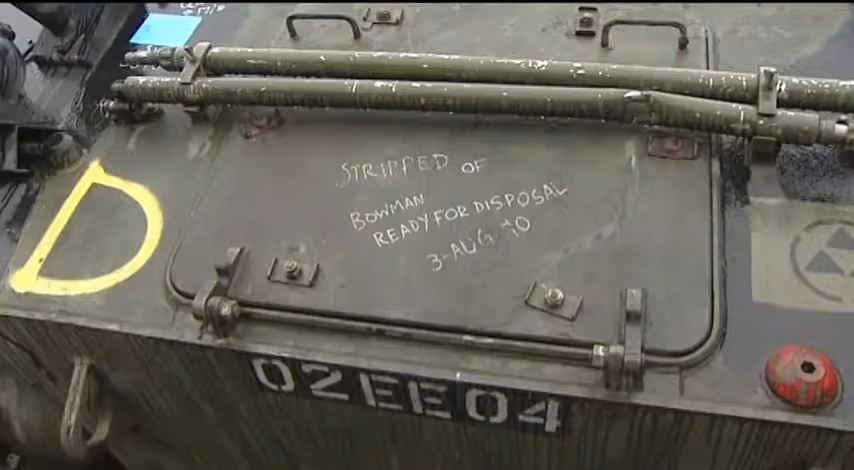 D
STRIPPED OF
BOWMAN
READY FOR DISPOSAL
3-AUG-10
02EE04